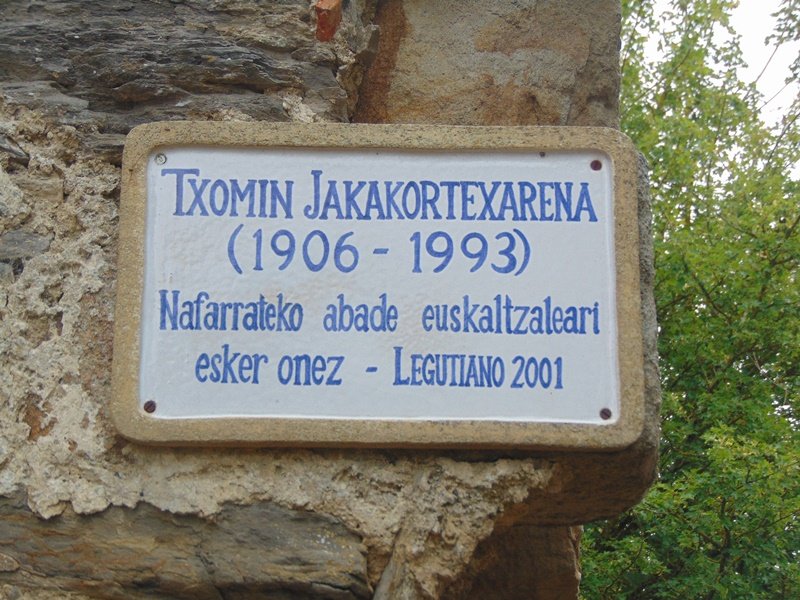 TXOMIN JAKAKORTEXARENA
(1906 - 1993)
Nafarrateko abade euskaltzaleari
esker onez - LEGUTIANO 2001